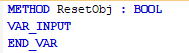 METHOD ResetObj : BOOL
VAR_INPUT
END_VAR